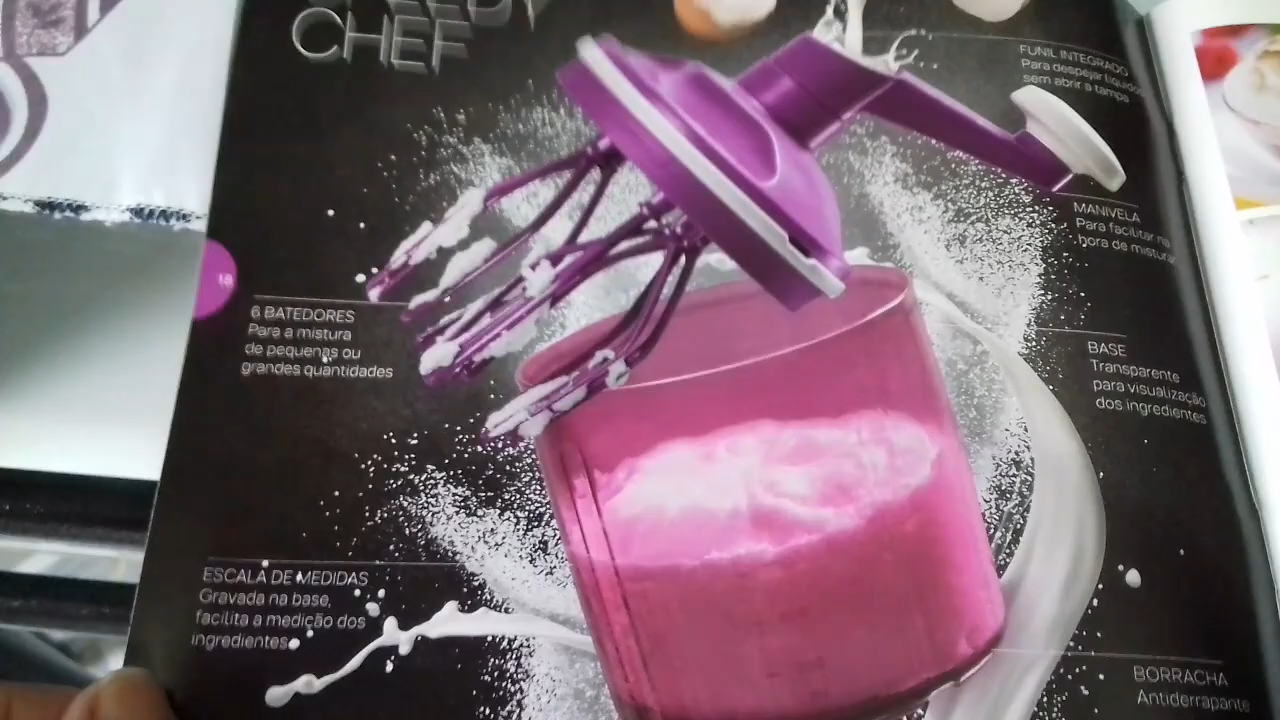 CHEF
FUNIL INTEGRADO
Para despejar líquidos
sem abrir a tampa
MANIVELA
Para facilitar na
hora de misturar
18
6 BATEDORES
Para a mistura
de pequenas ou
grandes quantidades
BASE
Transparente
para visualização
dos ingredientes
ESCALA DE MEDIDAS
Gravada na base,
facilita a medição dos
ingredientes
BORRACHA
Antiderrapante